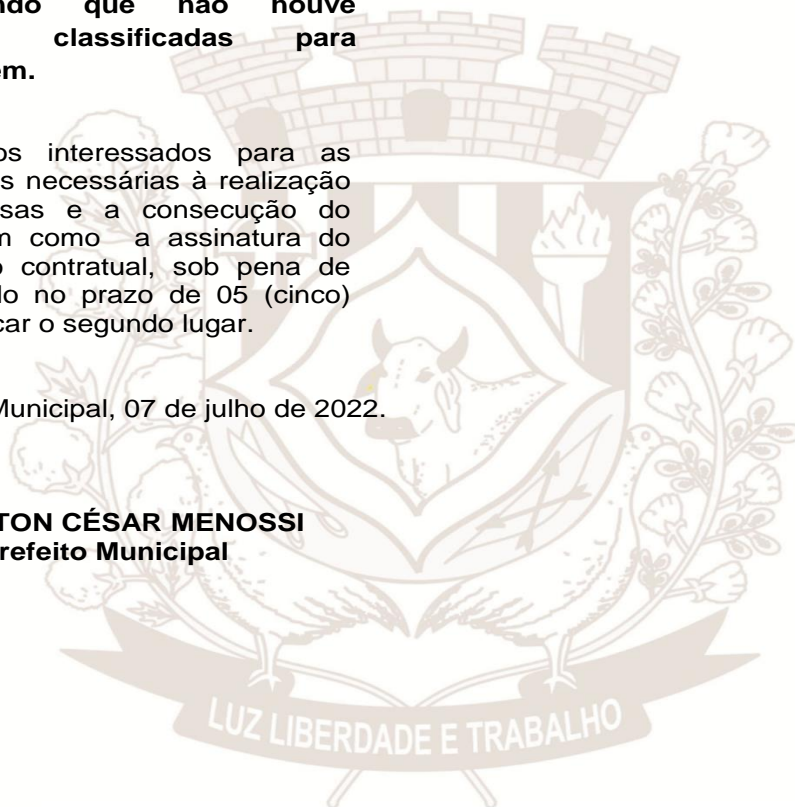 ndo que não houve
classificadas para
em.
os interessados para as
s necessárias à realização
sas e a consecução do
m como a assinatura do
o contratual, sob pena de
do no prazo de 05 (cinco)
car o segundo lugar.
Municipal, 07 de julho de 2022.
TON CÉSAR MENOSSI
refeito Municipal
LUZ LIBERDADE E TRABALHO